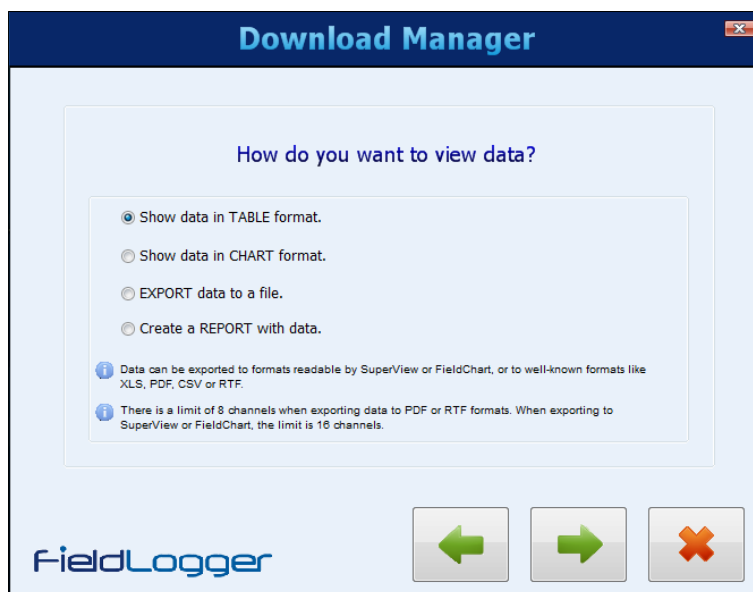 Download Manager
How do you want to view data?
Show data in TABLE format.
Show data in CHART format.
EXPORT data to a file.
Create a REPORT with data.
Data can be exported to formats readable by SuperView or FieldChart, or to well-known formats like
XLS, PDF, CSV or RTF.
There is a limit of 8 channels when exporting data to PDF or RTF formats. When exporting to
SuperView or FieldChart, the limit is 16 channels.
FieldLogger